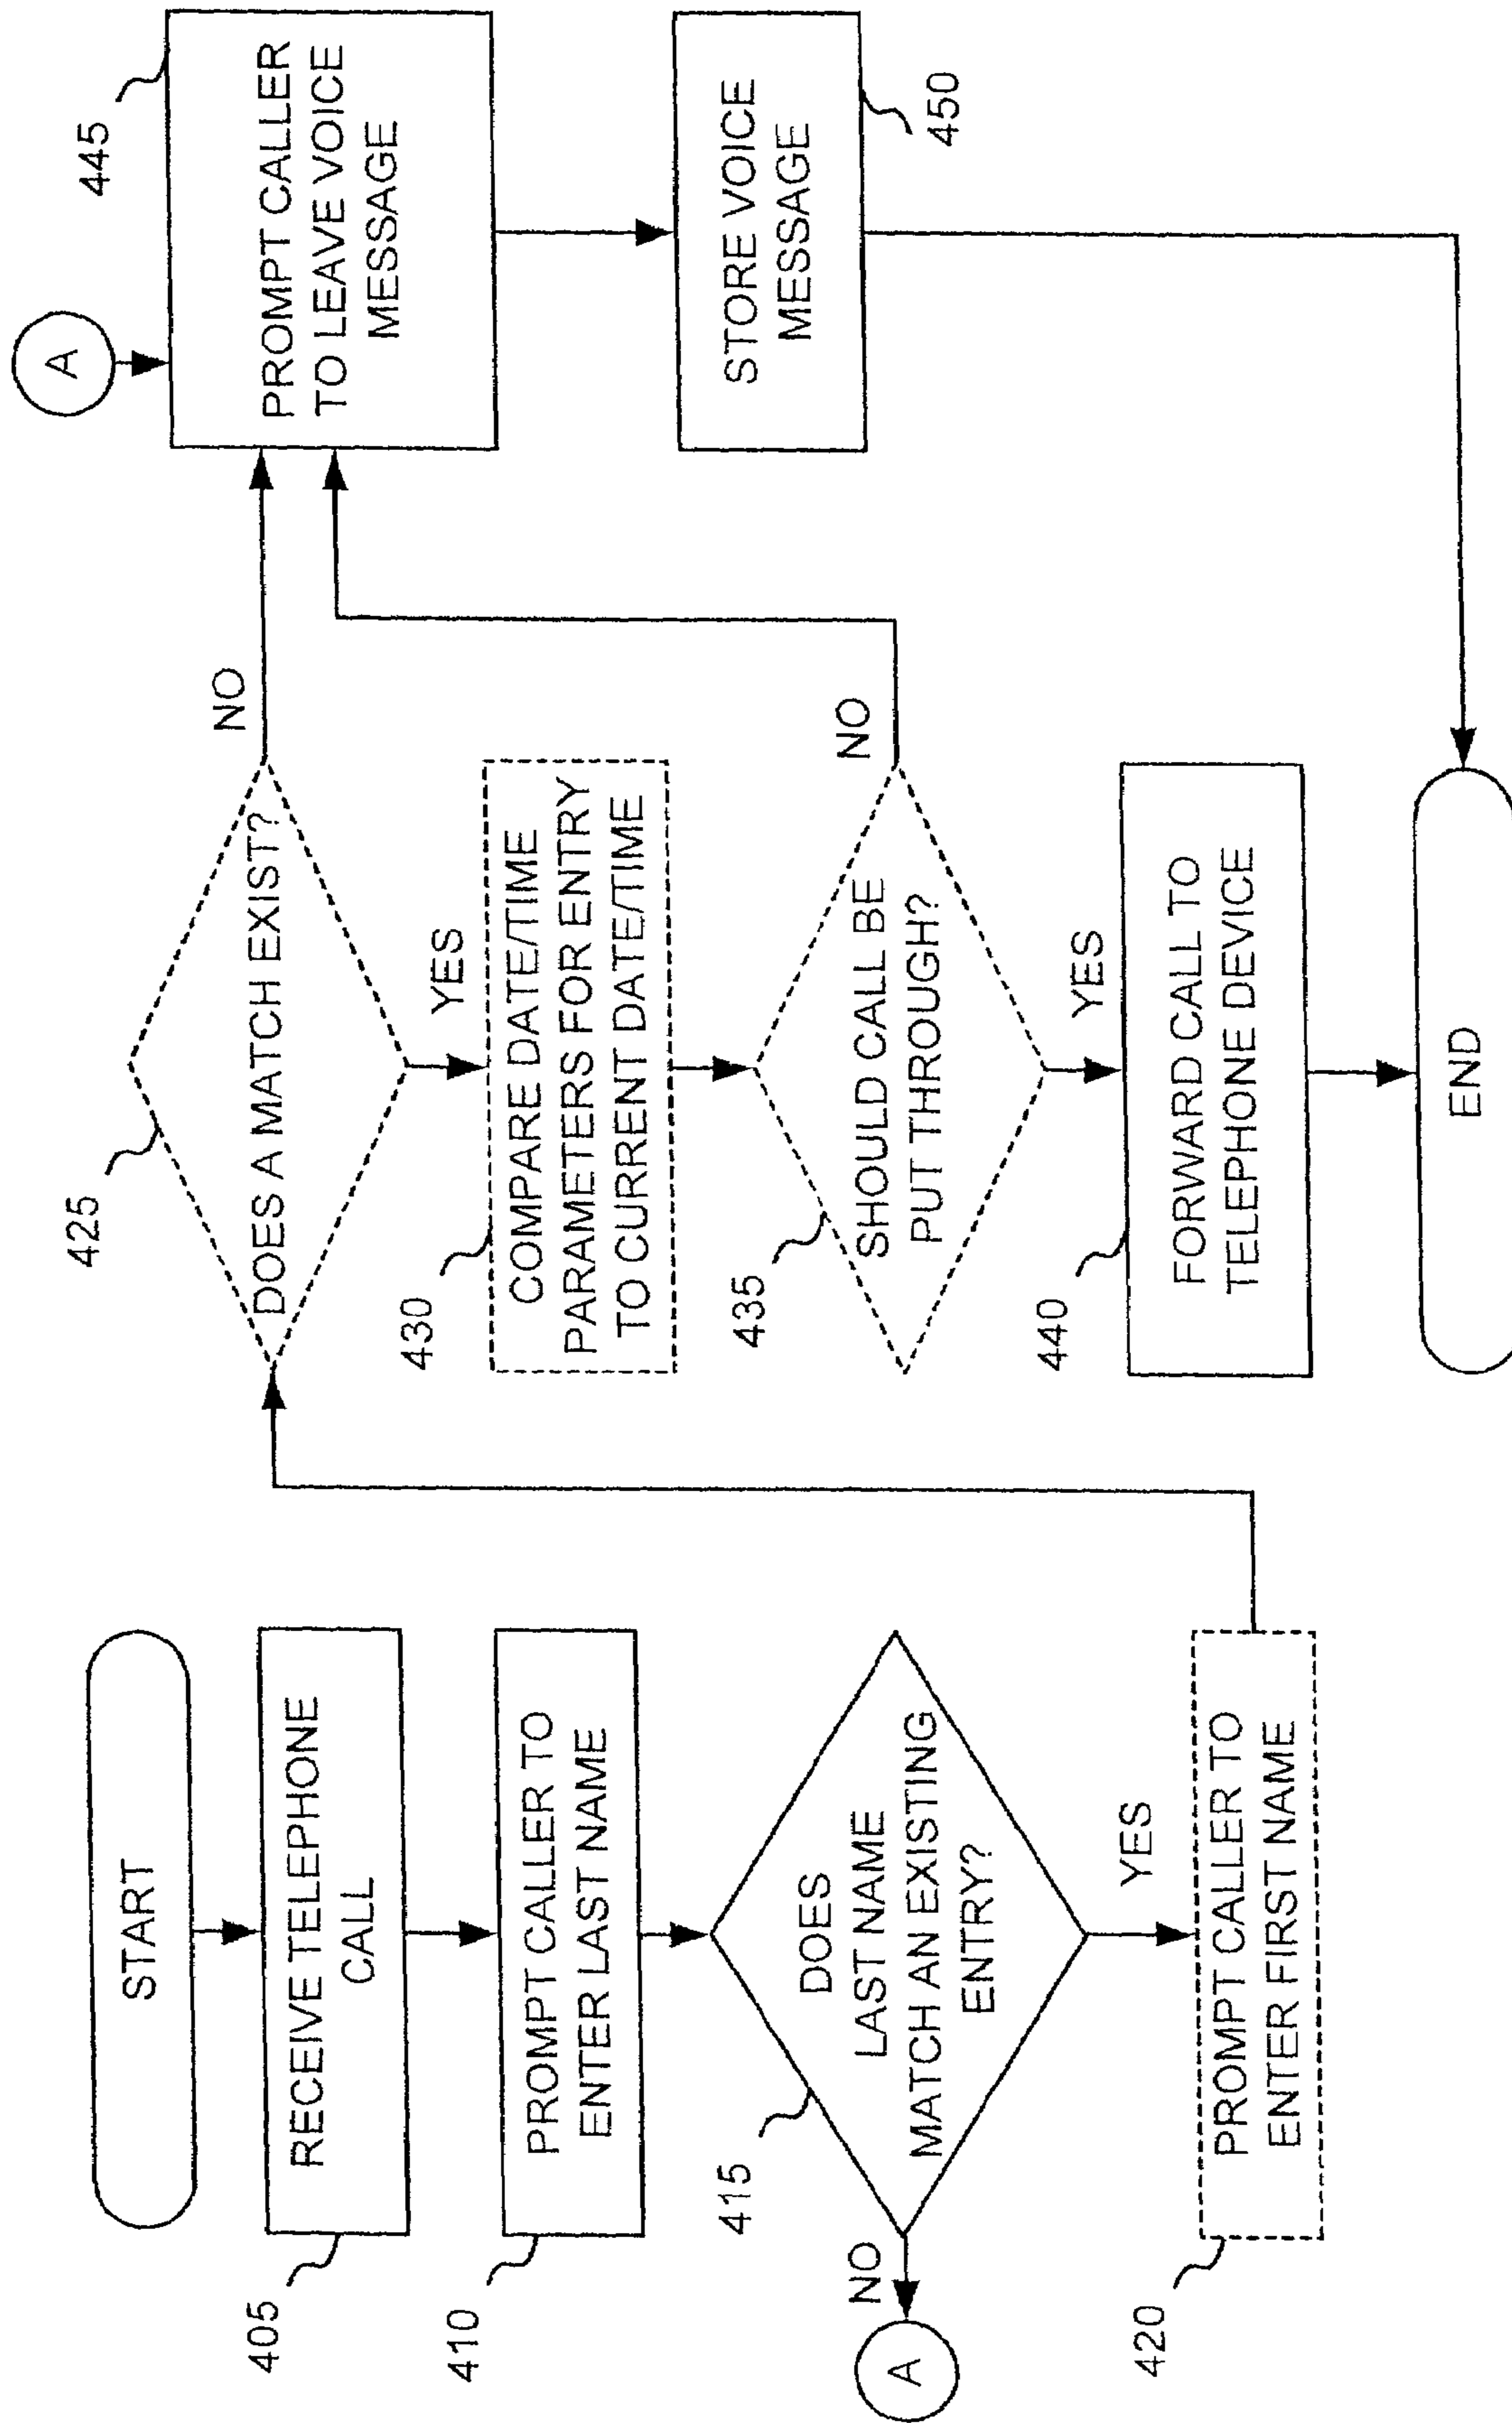 START
RECEIVE TELEPHONE
CALL
405
PROMPT CALLER TO
ENTER LAST NAME
410
DOES
LAST NAME
MATCH AN EXISTING
ENTRY?
415
NO
A
YES
PROMPT CALLER TO
ENTER FIRST NAME
420
DOES A MATCH EXIST?
425
NO
YES
COMPARE DATE/TIME
PARAMETERS FOR ENTRY
TO CURRENT DATE/TIME
430
SHOULD CALL BE
PUT THROUGH?
435
NO
YES
FORWARD CALL TO
TELEPHONE DEVICE
440
END
A
PROMPT CALLER
TO LEAVE VOICE
MESSAGE
445
STORE VOICE
MESSAGE
450